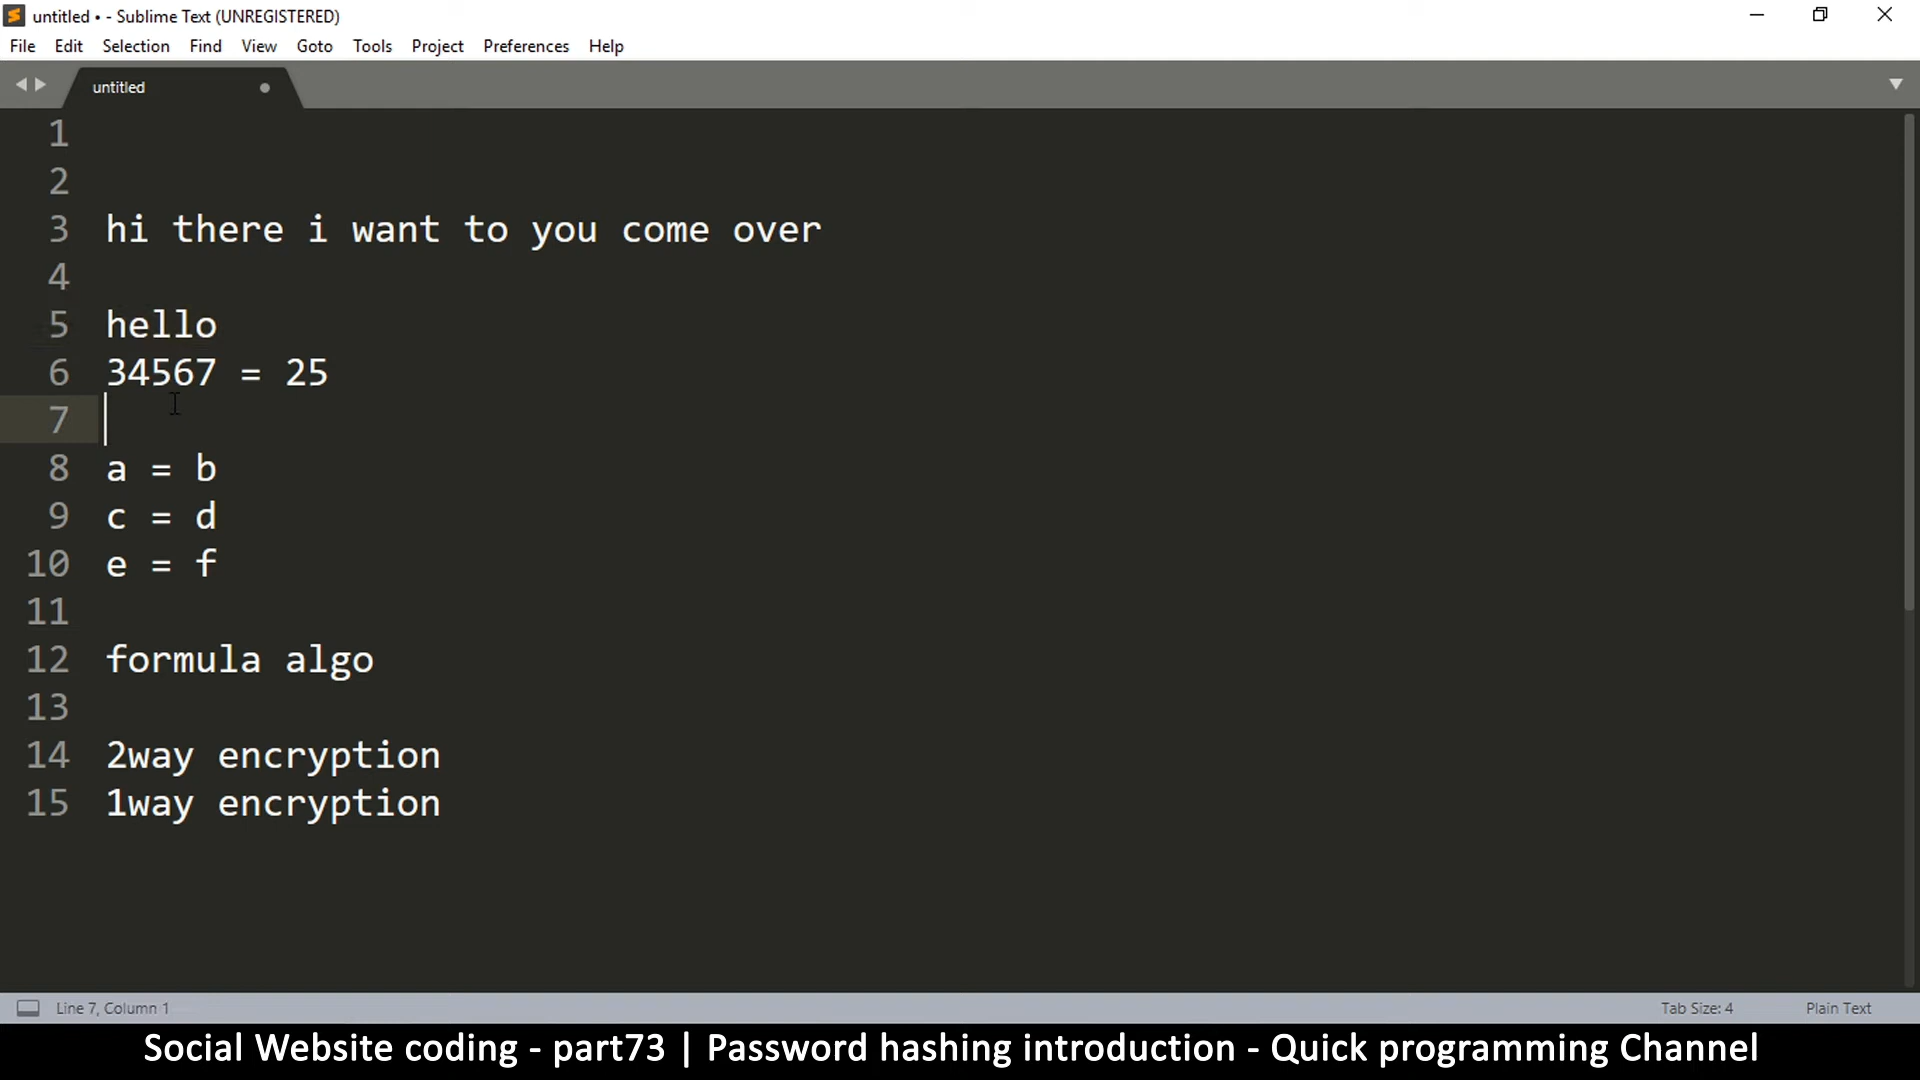 untitled • - Sublime Text (UNREGISTERED)
File Edit Selection Find View Goto Tools Project Preferences Help
untitled
1
2
3 hi there i want to you come over
4
5 hello
6 34567 = 25
7
8 a = b
9 c = d
10 e = f
11
12 formula algo
13
14 2way encryption
15 1way encryption
Line 7, Column 1 Tab Size: 4 Plain Text
Social Website coding - part73 | Password hashing introduction - Quick programming Channel